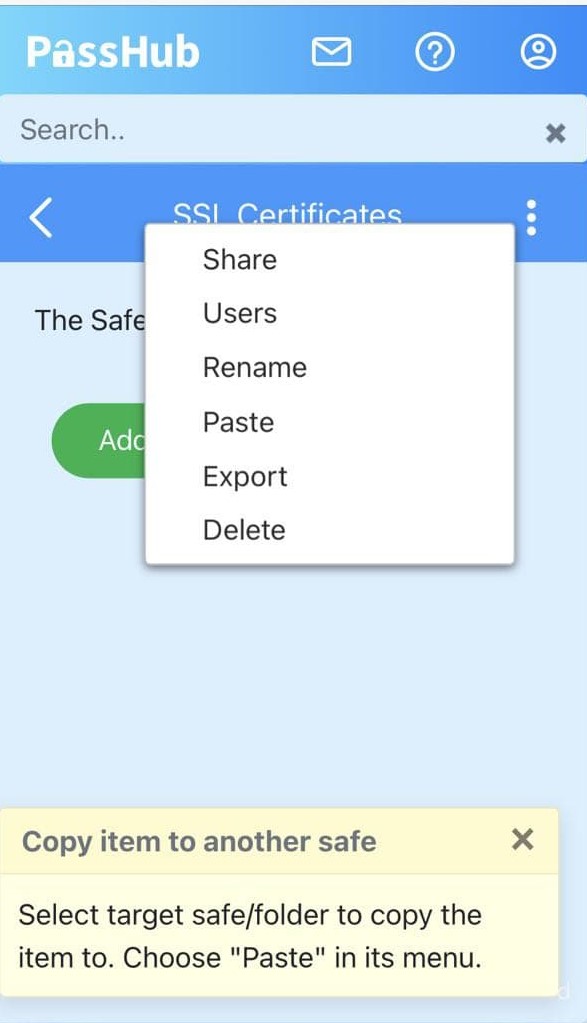 PassHub
Search..
SSL Certificates
Share
The Safe
Users
Rename
Paste
Export
Delete
Copy item to another safe
Select target safe/folder to copy the
item to. Choose "Paste" in its menu.